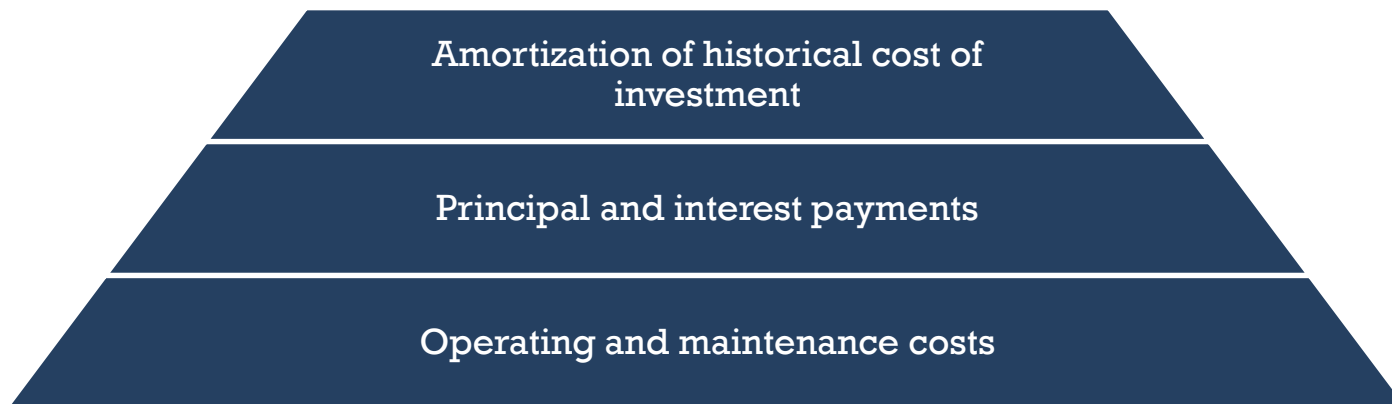 Amortization of historical cost of
investment
Principal and interest payments
Operating and maintenance costs